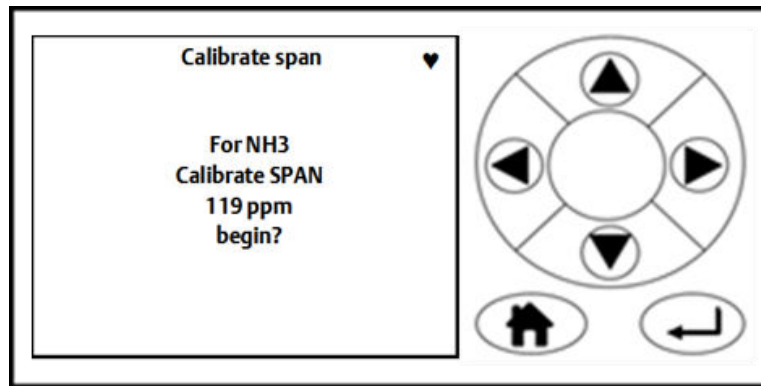 Calibrate span ♥
For NH3
Calibrate SPAN
119 ppm
begin?